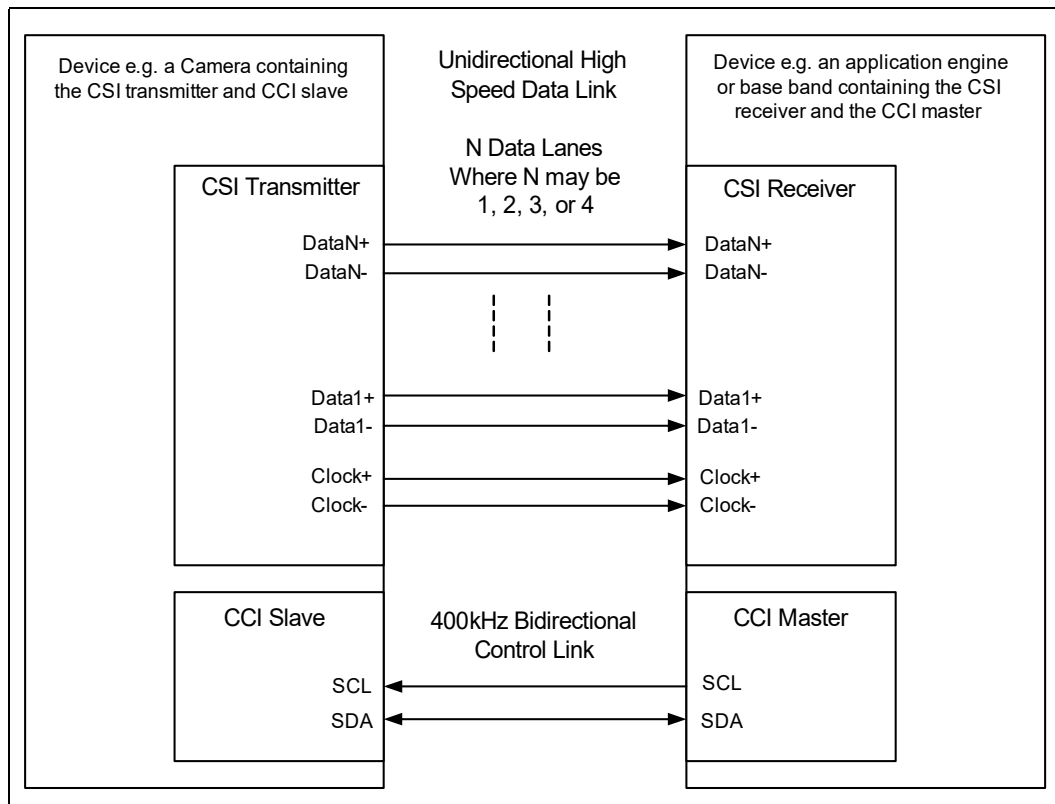 Device e.g. a Camera containing
the CSI transmitter and CCI slave
Unidirectional High
Speed Data Link
Device e.g. an application engine
or base band containing the CSI
receiver and the CCI master
N Data Lanes
Where N may be
1, 2, 3, or 4
CSI Transmitter
CSI Receiver
DataN+
DataN+
DataN-
DataN-
Data1+
Data1+
Data1-
Data1-
Clock+
Clock+
Clock-
Clock-
CCI Slave
400kHz Bidirectional
Control Link
CCI Master
SCL
SCL
SDA
SDA